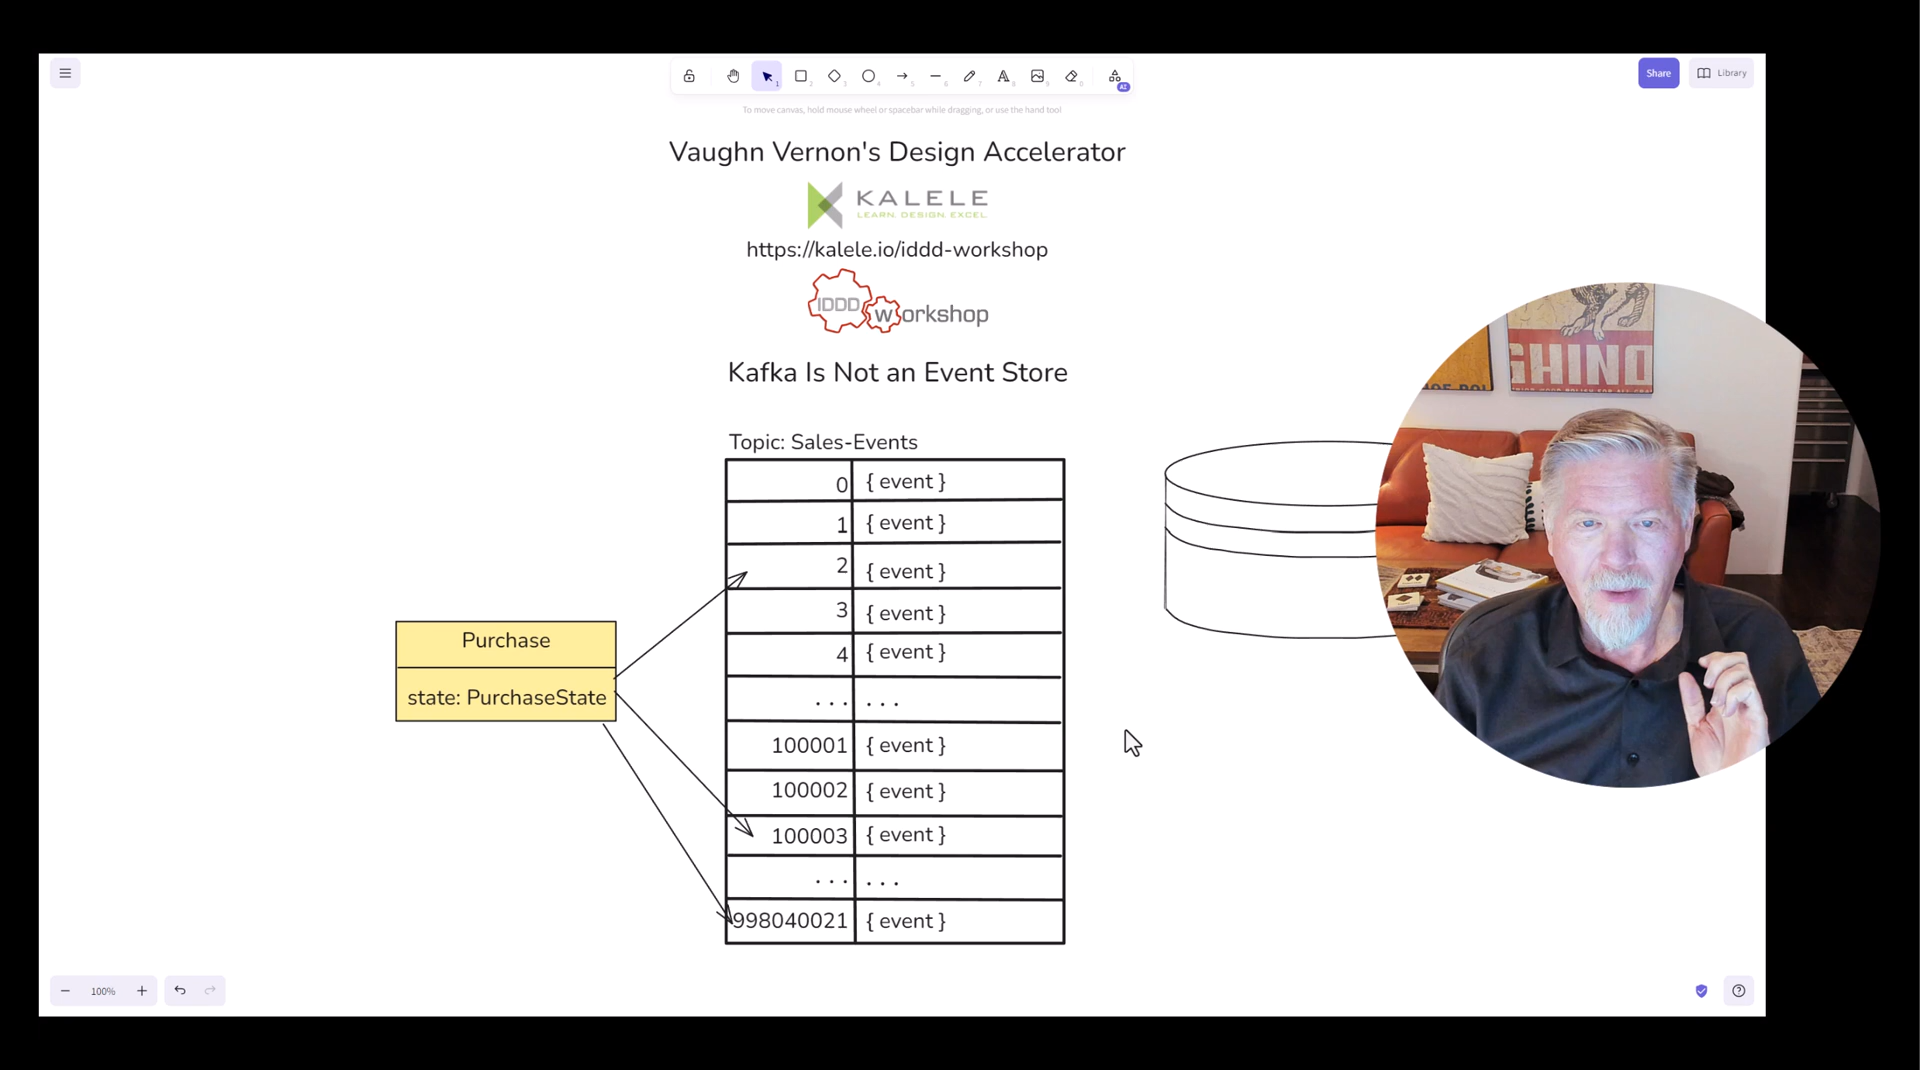 Share
Library
To move canvas, hold mouse wheel or spacebar while dragging, or use the hand tool
Vaughn Vernon's Design Accelerator
KALELE
LEARN. DESIGN. EXCEL.
https://kalele.io/iddd-workshop
IDDD workshop
Kafka Is Not an Event Store
GHINO
Topic: Sales-Events
0 { event }
1 { event }
2 { event }
3 { event }
4 { event }
... ...
100001 { event }
100002 { event }
100003 { event }
... ...
998040021 { event }
Purchase
state: PurchaseState
100%